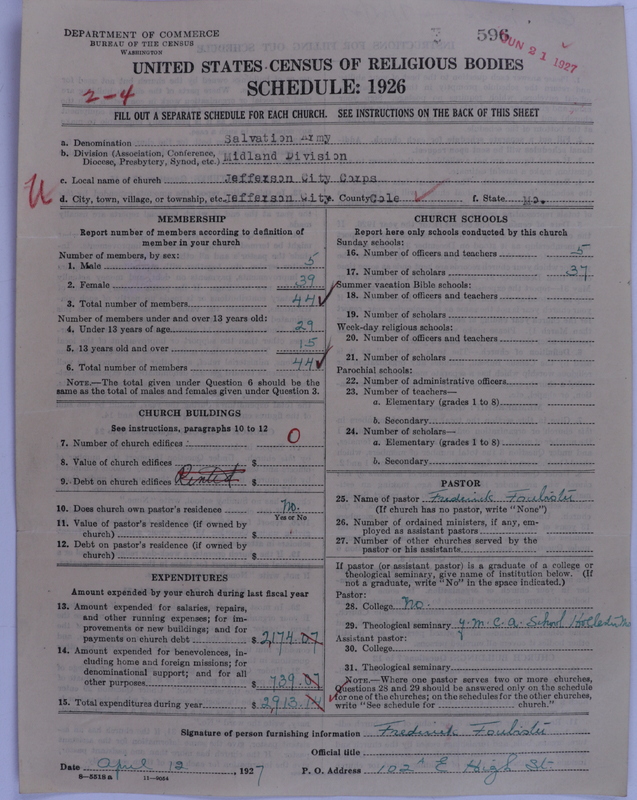 DEPARTMENT OF COMMERCE
BUREAU OF THE CENSUS
WASHINGTON
596
JUN 21 1927
UNITED STATES CENSUS OF RELIGIOUS BODIES
2-4
SCHEDULE: 1926
FILL OUT A SEPARATE SCHEDULE FOR EACH CHURCH. SEE INSTRUCTIONS ON THE BACK OF THIS SHEET
a. Denomination Salvation Army
b. Division (Association, Conference, Diocese, Presbytery, Synod, etc.) Midland Division
c. Local name of church Jefferson City Corps
d. City, town, village, or township, etc. Jefferson City. County Cole f. State Mo.
MEMBERSHIP
Report number of members according to definition of
member in your church
Number of members, by sex:
1. Male 5
2. Female 39
3. Total number of members 44
Number of members under and over 13 years old:
4. Under 13 years of age 29
5. 13 years old and over 15
6. Total number of members 44
NOTE.—The total given under Question 6 should be
same as the total of males and females given under Question 3.
CHURCH BUILDINGS
See instructions, paragraphs 10 to 12
7. Number of church edifices 0
8. Value of church edifices $
Rented
9. Debt on church edifices $
10. Does church own pastor's residence No.
Yes or No
11. Value of pastor's residence (if owned by
church) $
12. Debt on pastor's residence (if owned by
church) $
EXPENDITURES
Amount expended by your church during last fiscal year
13. Amount expended for salaries, repairs,
and other running expenses; for im-
provements or new buildings; and for
payments on church debt $ 2,174.07
14. Amount expended for benevolences, in-
cluding home and foreign missions; for
denominational support; and for all
other purposes $ 739.07
15. Total expenditures during year $ 2913.
CHURCH SCHOOLS
Report here only schools conducted by this church
Sunday schools:
16. Number of officers and teachers 5
17. Number of scholars 37
Summer vacation Bible schools:
18. Number of officers and teachers
19. Number of scholars
Week-day religious schools:
20. Number of officers and teachers
21. Number of scholars
Parochial schools:
22. Number of administrative officers
23. Number of teachers—
a. Elementary (grades 1 to 8)
b. Secondary
24. Number of scholars—
a. Elementary (grades 1 to 8)
b. Secondary
PASTOR
25. Name of pastor Frederick
(If church has no pastor, write "None")
26. Number of ordained ministers, if any, em-
ployed as assistant pastors
27. Number of other churches served by the
pastor or his assistants
If pastor (or assistant pastor) is a graduate of a college or
theological seminary, give name of institution below. (If
not a graduate, write "No" in the space indicated.)
Pastor:
28. College No.
29. Theological seminary Y.M.C.A. School
Assistant pastor:
30. College
31. Theological seminary
NOTE.—Where one pastor serves two or more churches,
Questions 28 and 29 should be answered only on the schedule
for one of the churches; on the schedules for the other churches,
write "See schedule for church."
Signature of person furnishing information Frederick
Official title
Date April 12, 1927 P. O. Address 102A E High St.
8-5518a 11-9054